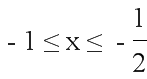 - 1 ≤ x ≤ - 1/2